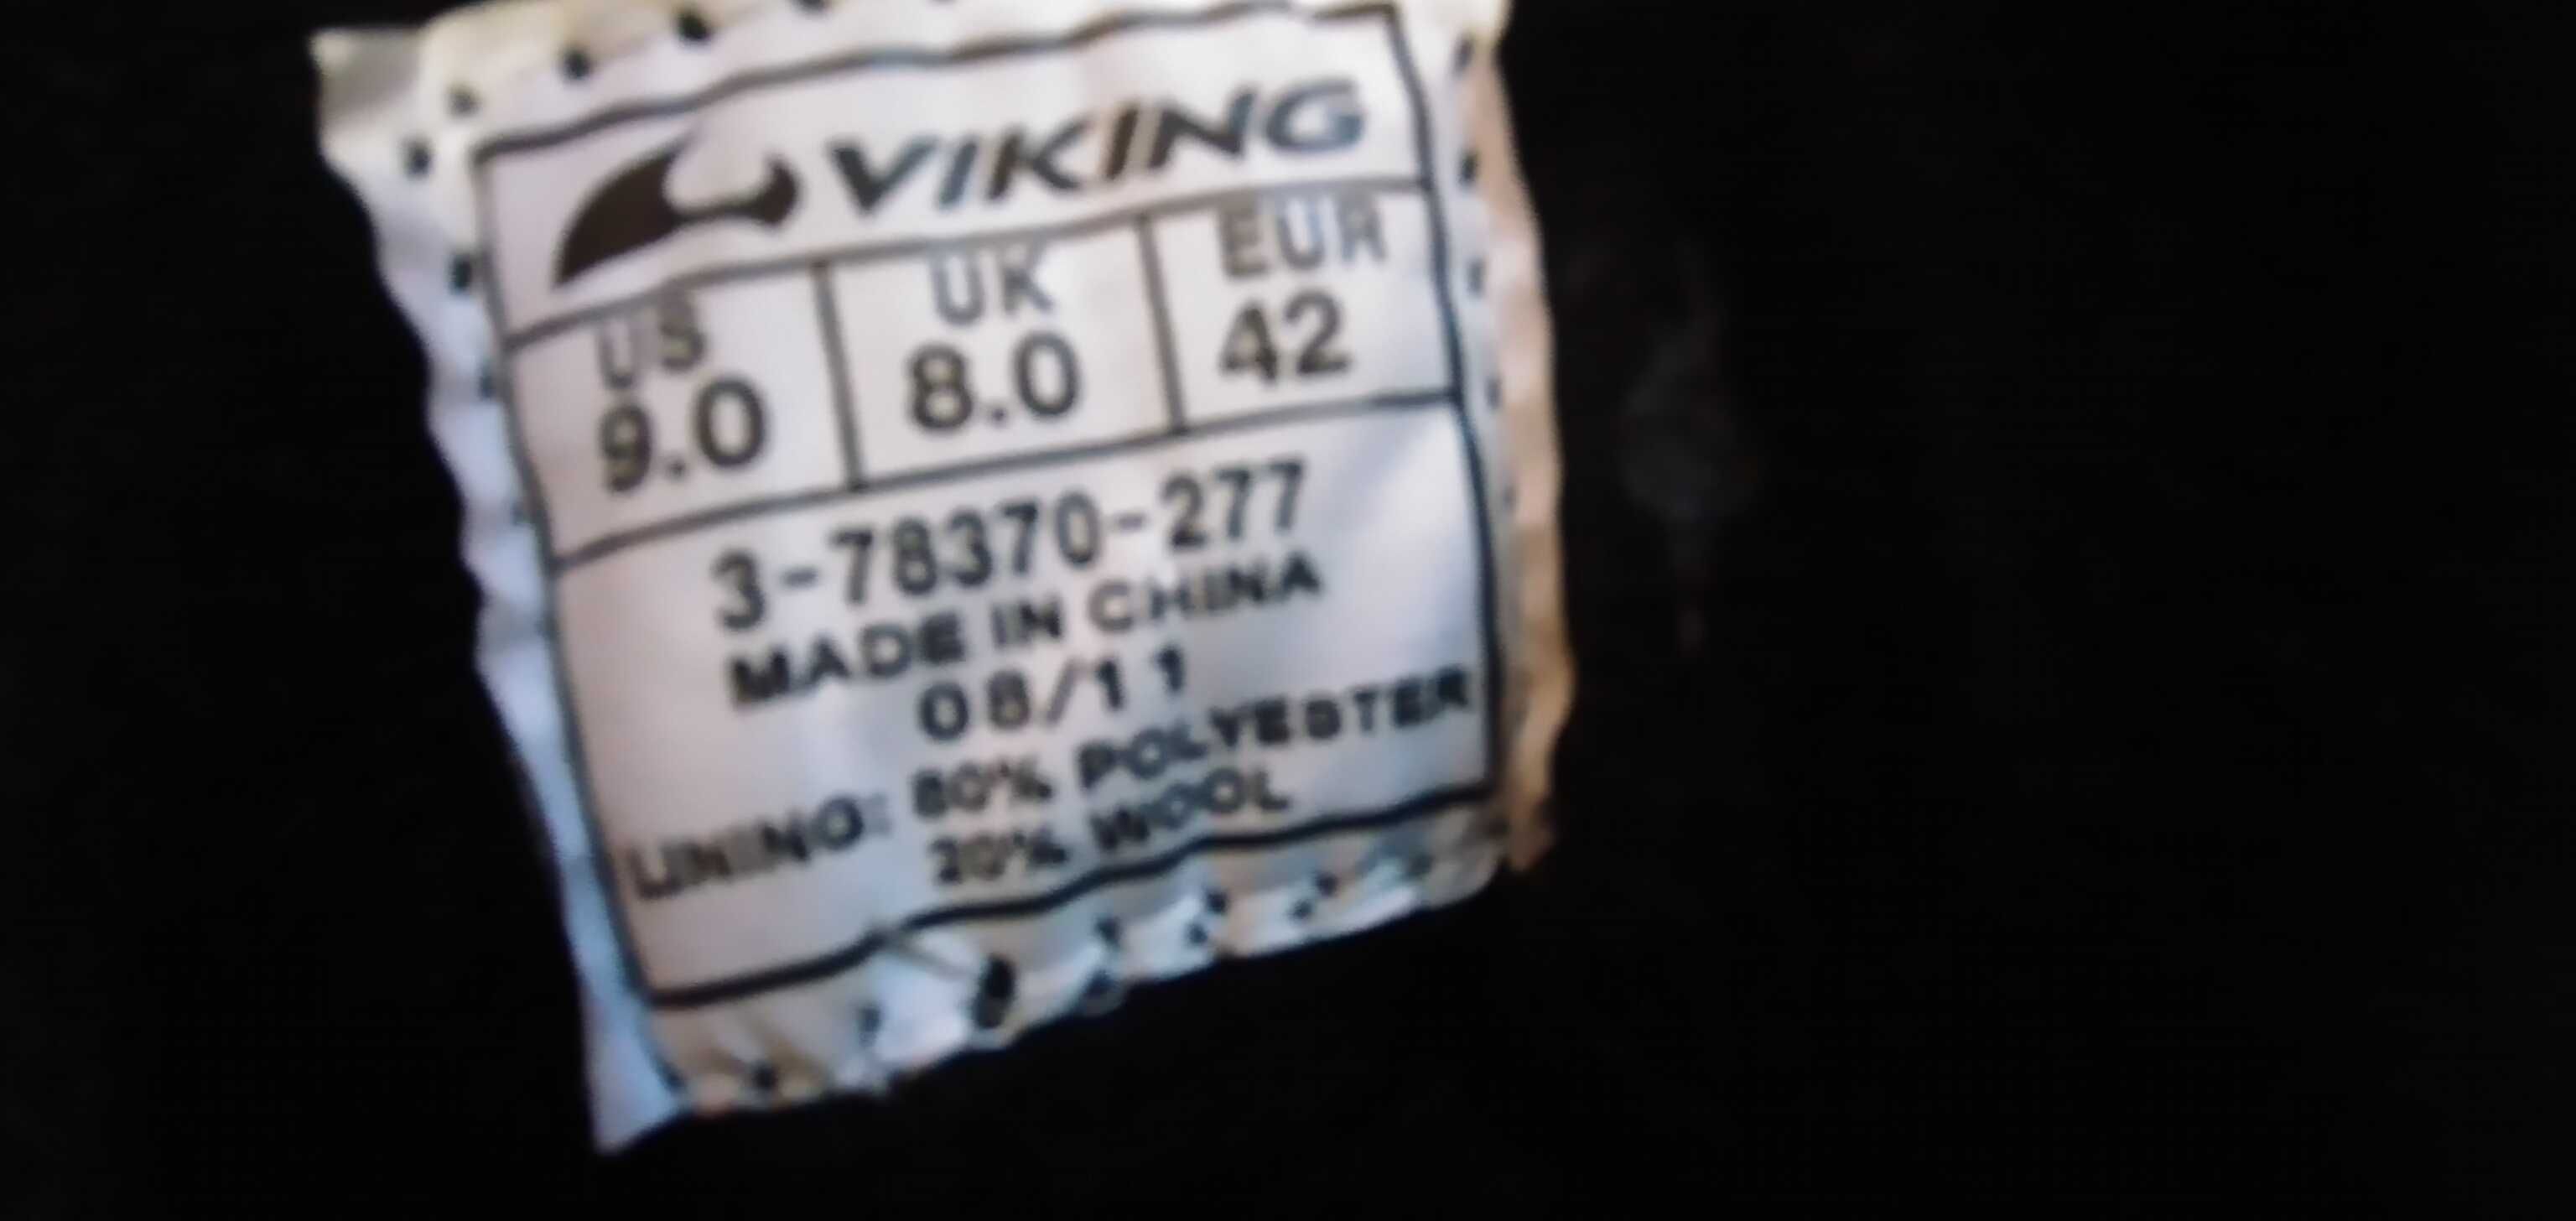 VIKING
US UK EUR
9.0 8.0 42
3-78370-277
MADE IN CHINA
08/11
LINING: 80% POLYESTER
20% WOOL